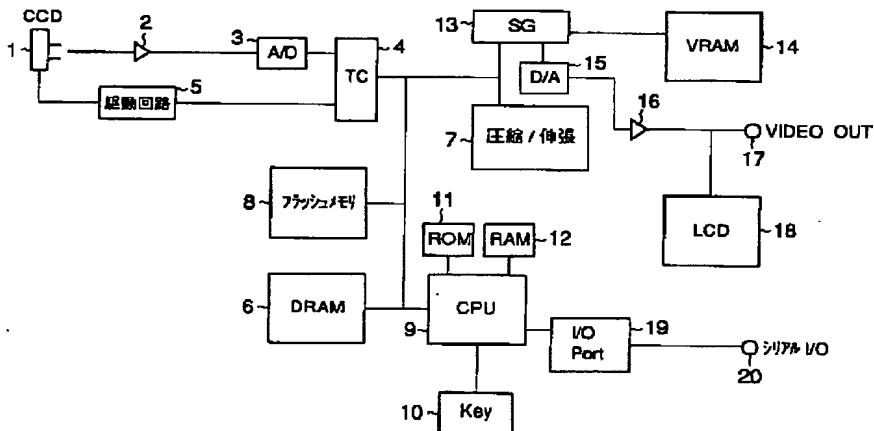 CCD
1
2
3
A/D
4
TC
5
駆動回路
13
SG
VRAM
14
15
D/A
16
7
圧縮 / 伸張
VIDEO OUT
17
8
フラッシュメモリ
11
ROM
RAM
12
LCD
18
6
DRAM
9
CPU
I/O
Port
19
シリアル I/O
20
10
Key